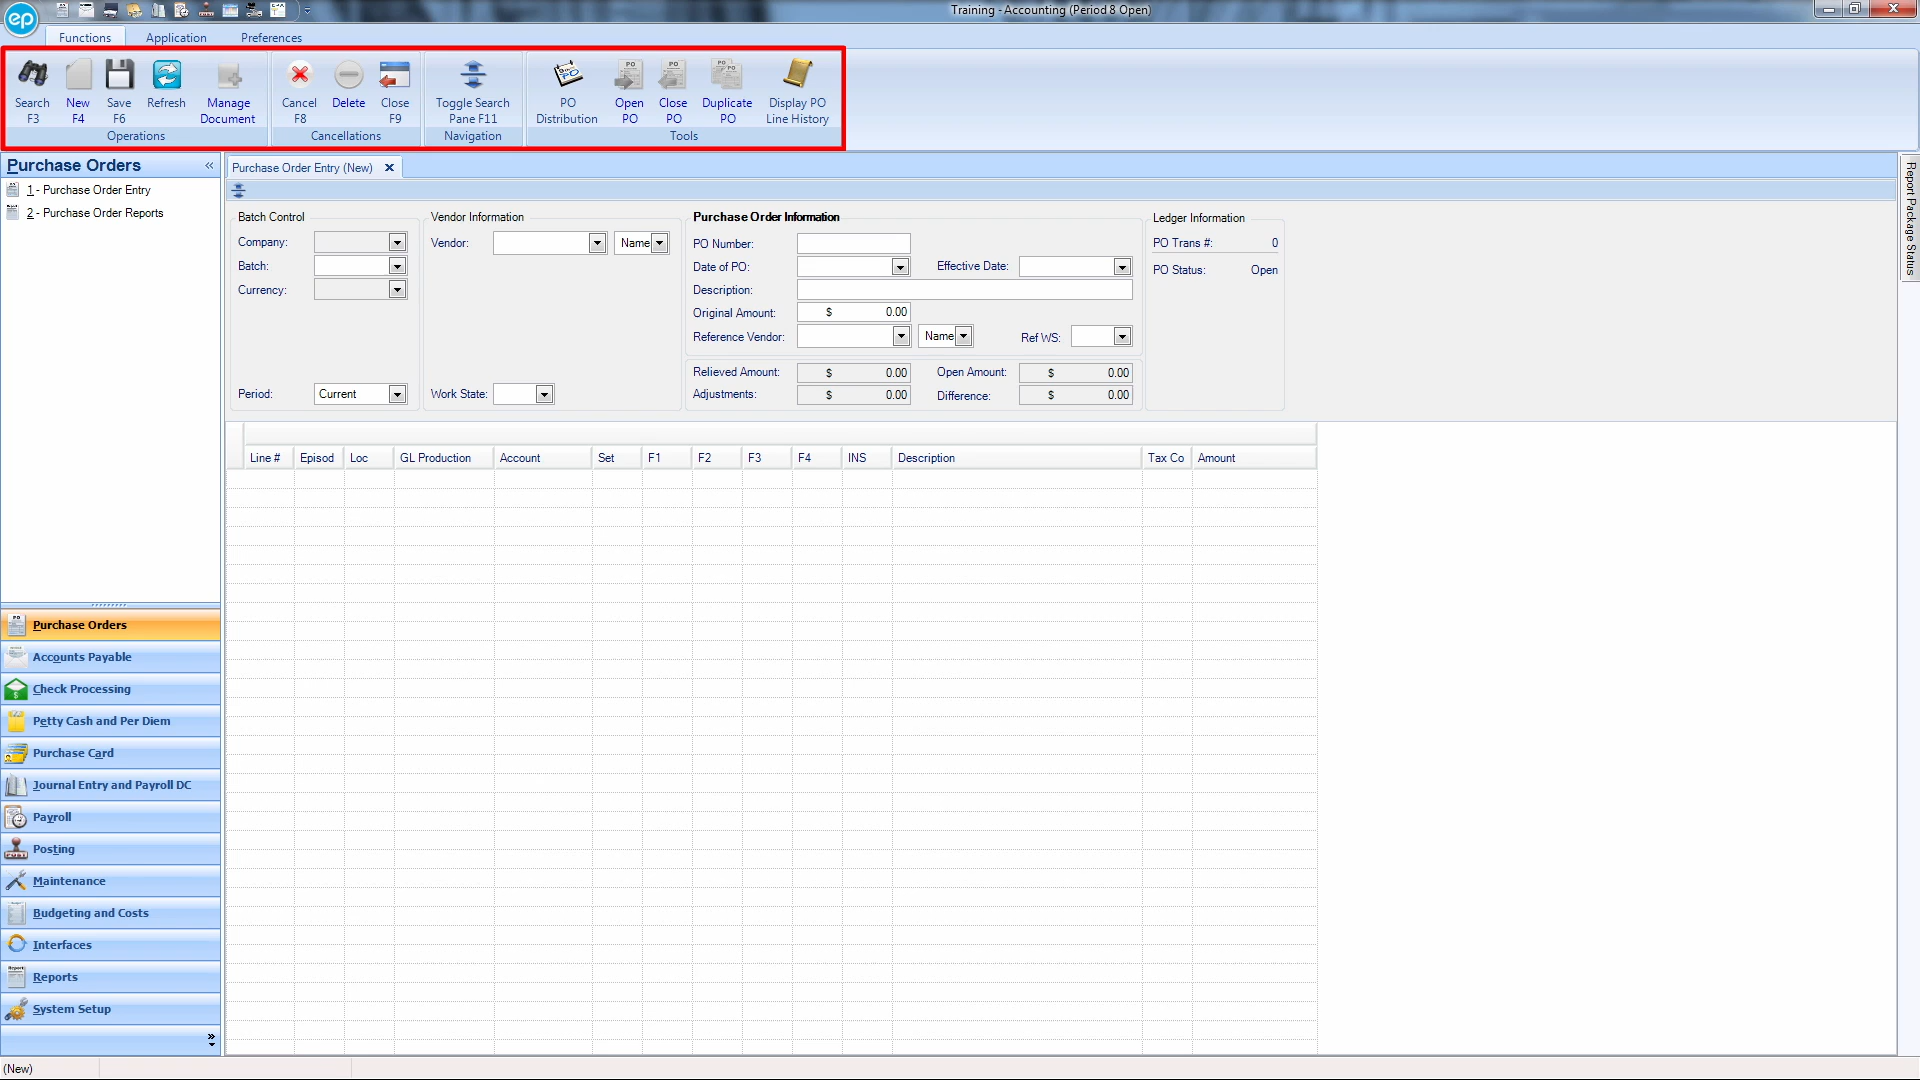 ep
Training - Accounting (Period 8 Open)
Functions
Application
Preferences
Search F3
New F4
Save F6
Refresh
Manage Document
Operations
Cancel F8
Delete
Close F9
Cancellations
Toggle Search Pane F11
Navigation
PO Distribution
Open PO
Close PO
Duplicate PO
Display PO Line History
Tools
Purchase Orders
1 - Purchase Order Entry
2 - Purchase Order Reports
Purchase Order Entry (New)
Report Package Status
Batch Control
Company:
Batch:
Currency:
Period: Current
Vendor Information
Vendor: Name
Work State:
Purchase Order Information
PO Number:
Date of PO:
Effective Date:
Description:
Original Amount: $ 0.00
Reference Vendor: Name
Ref WS:
Relieved Amount: $ 0.00
Open Amount: $ 0.00
Adjustments: $ 0.00
Difference: $ 0.00
Ledger Information
PO Trans #: 0
PO Status: Open
Line # Episod Loc GL Production Account Set F1 F2 F3 F4 INS Description Tax Co Amount
Purchase Orders
Accounts Payable
Check Processing
Petty Cash and Per Diem
Purchase Card
Journal Entry and Payroll DC
Payroll
Posting
Maintenance
Budgeting and Costs
Interfaces
Reports
System Setup
(New)